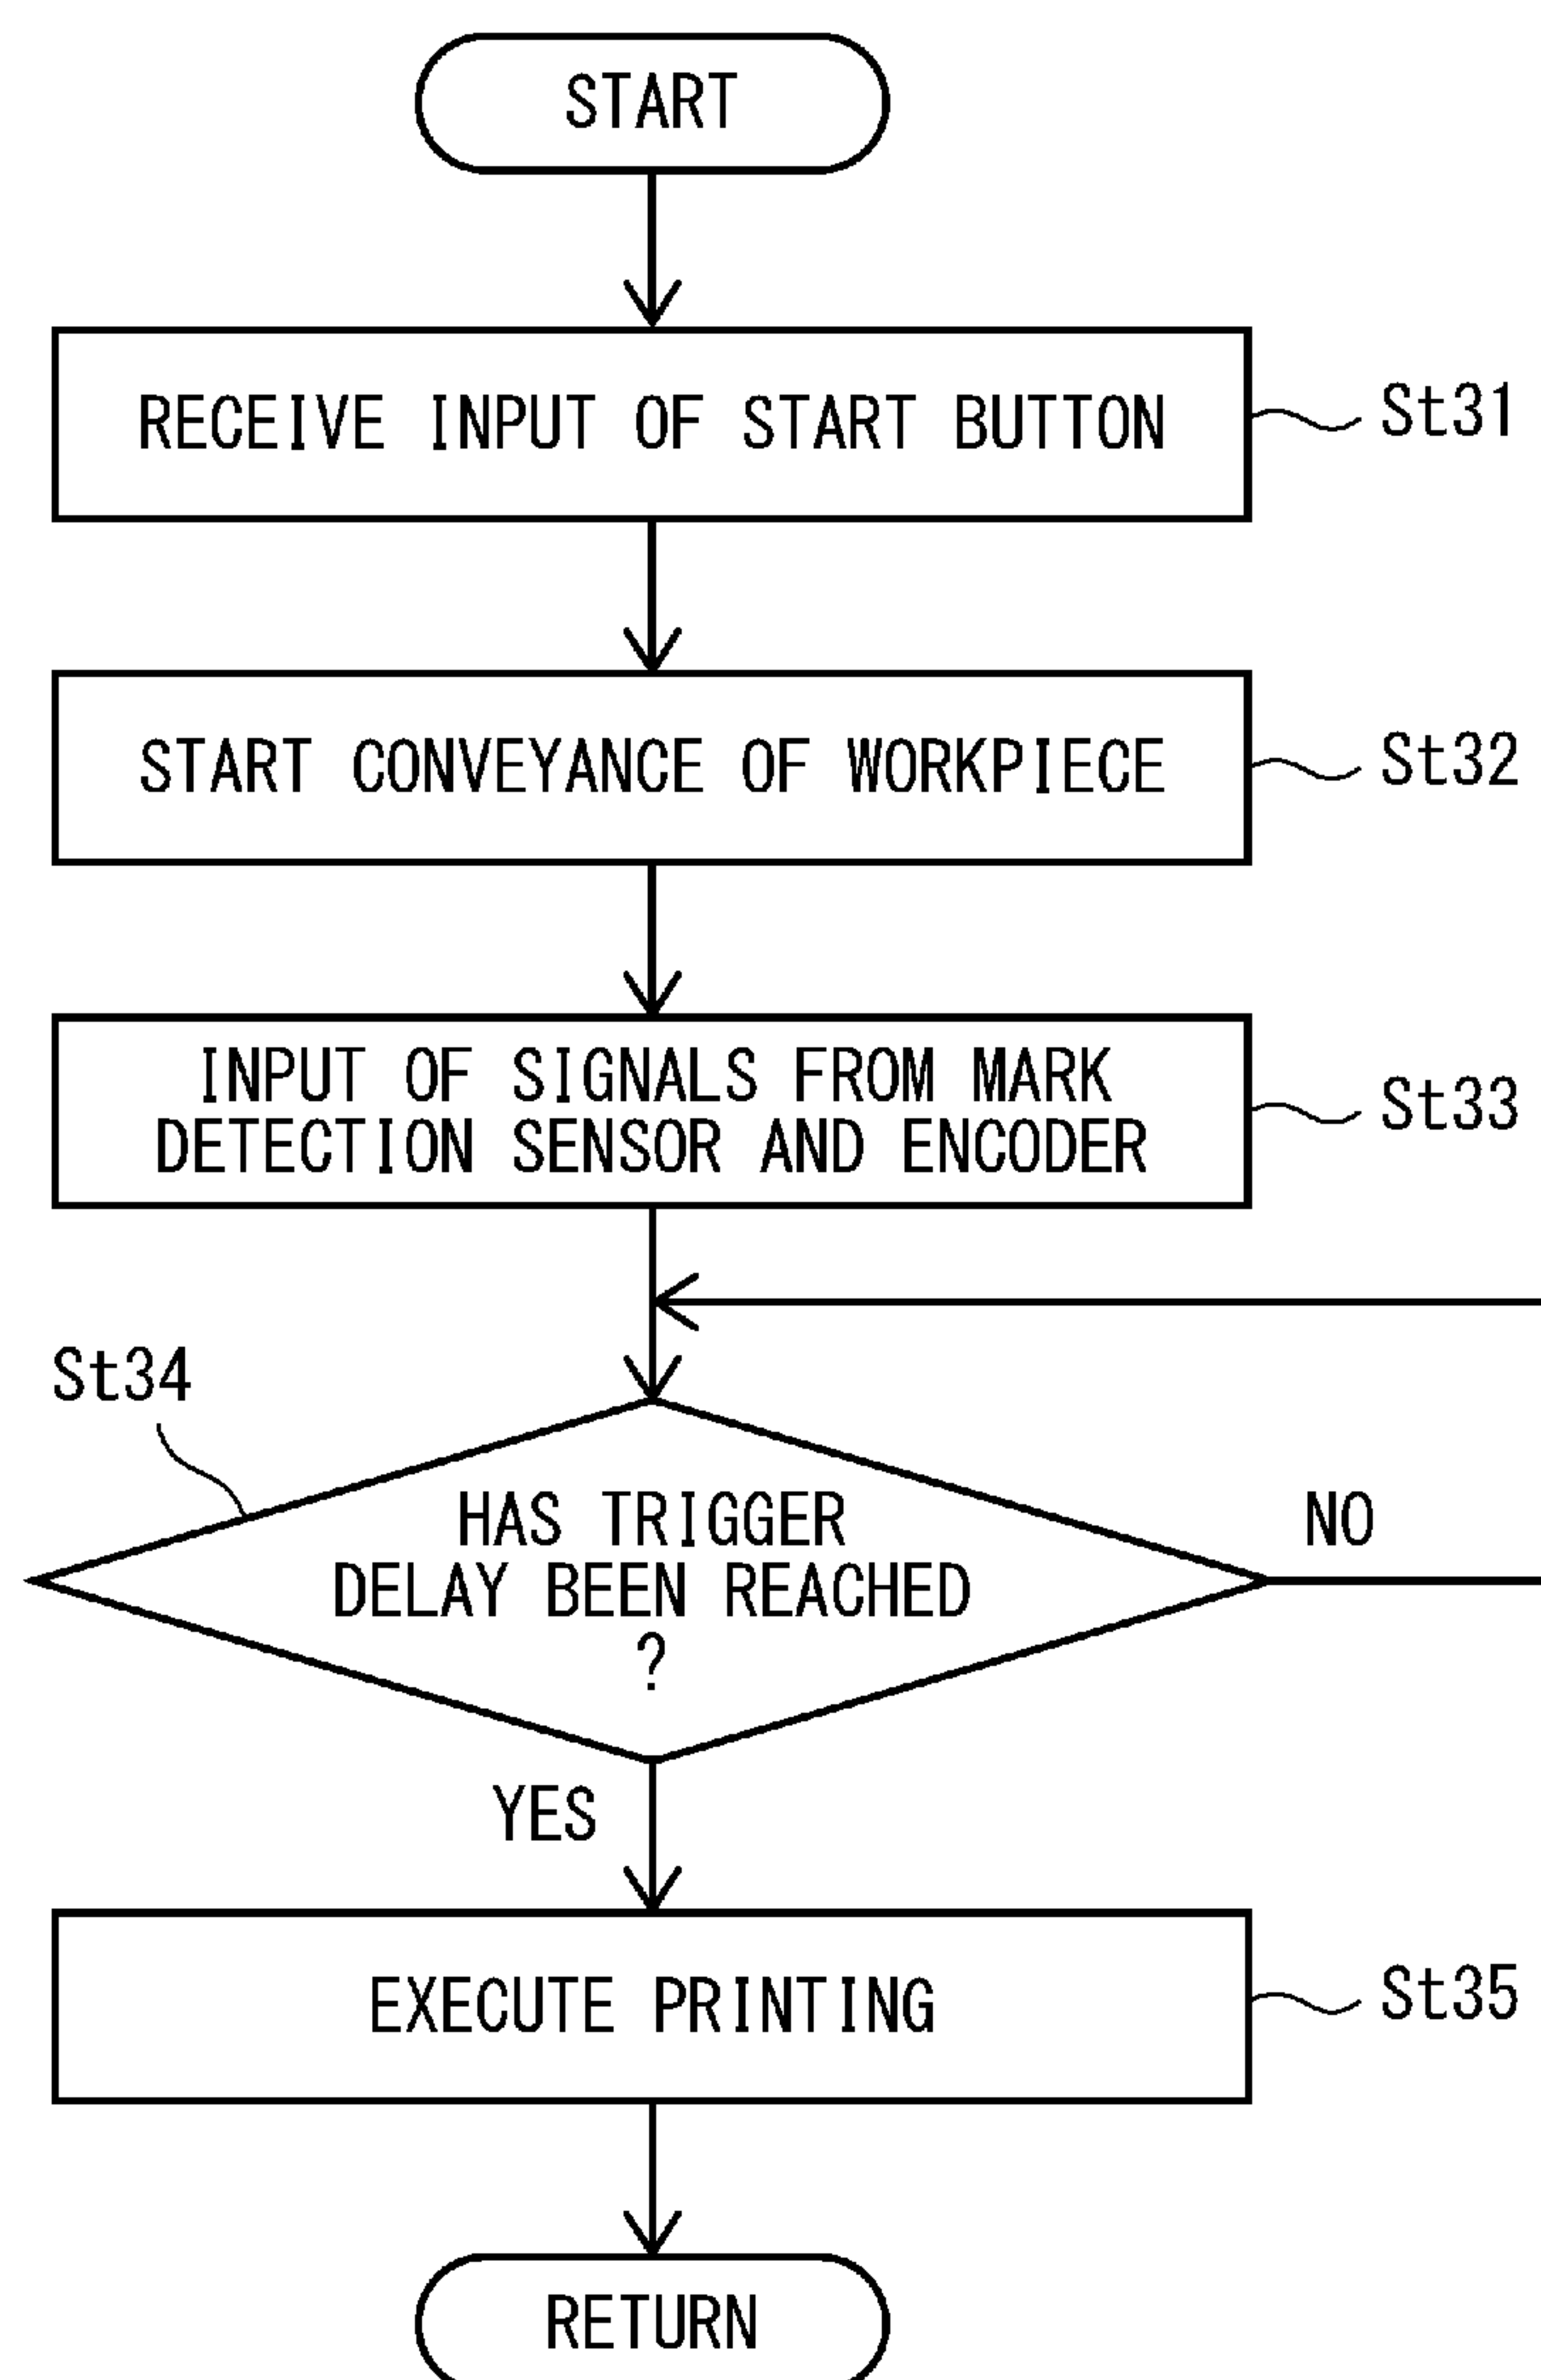 START
RECEIVE INPUT OF START BUTTON
St31
START CONVEYANCE OF WORKPIECE
St32
INPUT OF SIGNALS FROM MARK
DETECTION SENSOR AND ENCODER
St33
St34
HAS TRIGGER
DELAY BEEN REACHED
?
NO
YES
EXECUTE PRINTING
St35
RETURN